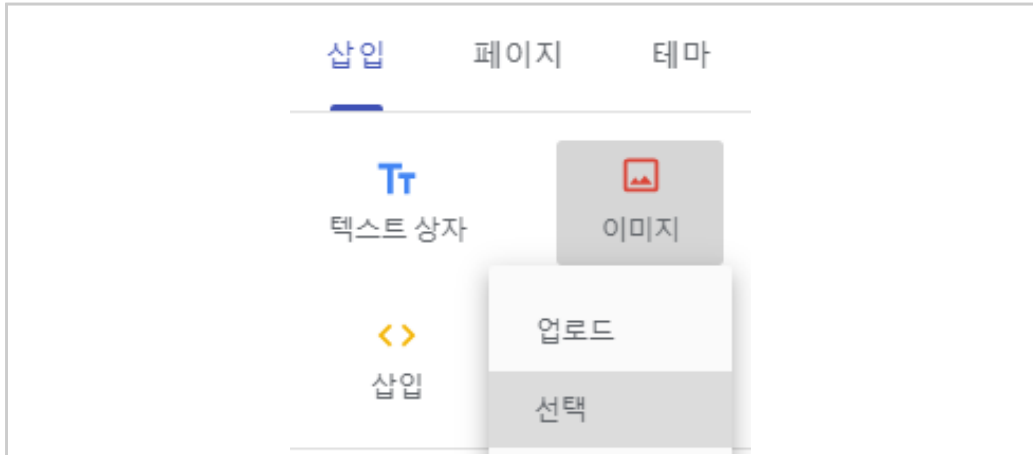 삽입 페이지 테마
텍스트 상자 이미지
업로드
삽입
선택